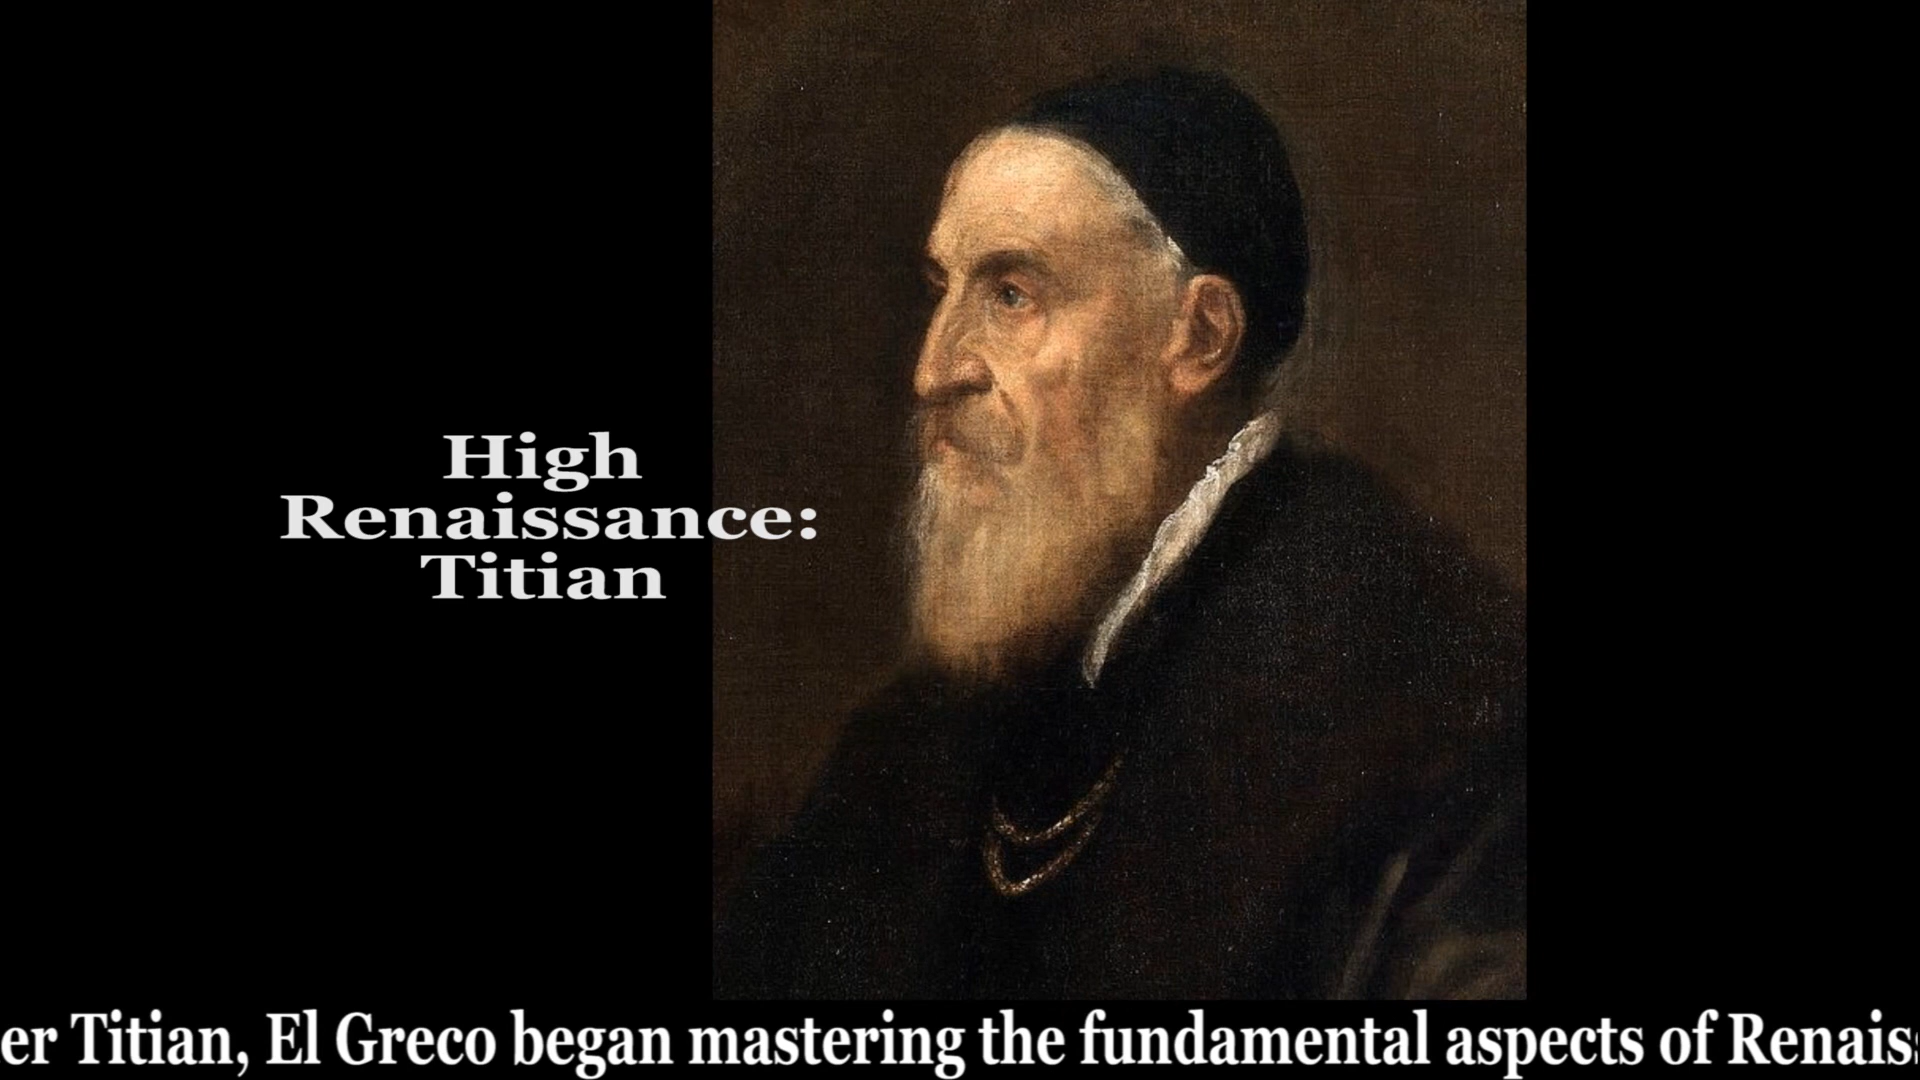 High
Renaissance:
Titian
er Titian, El Greco began mastering the fundamental aspects of Renais